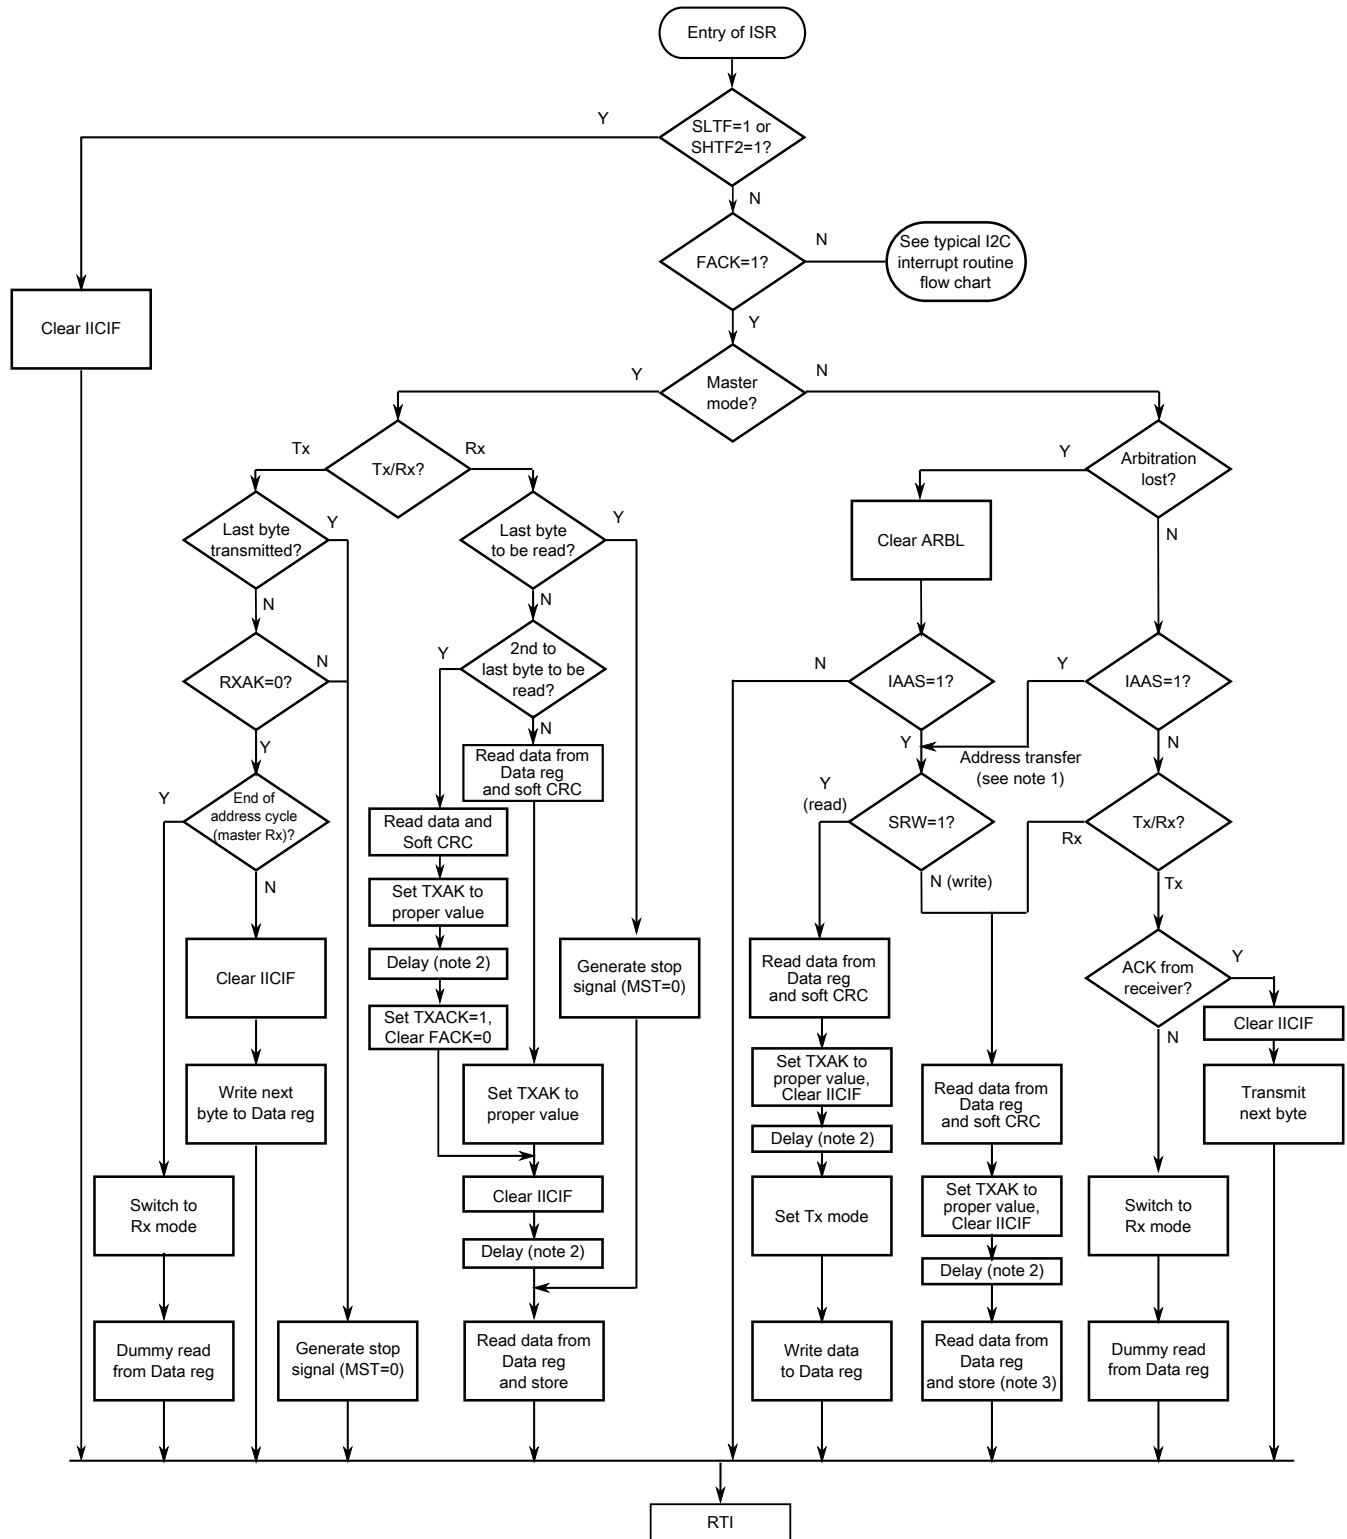 Entry of ISR
Y
SLTF=1 or
SHTF2=1?
N
FACK=1?
N
See typical I2C
interrupt routine
flow chart
Clear IICIF
Y
Y
Master
mode?
N
Tx
Tx/Rx?
Rx
Y
Arbitration
lost?
Last byte
transmitted?
Y
Last byte
to be read?
Y
Clear ARBL
N
N
N
RXAK=0?
N
Y
2nd to
last byte to be
read?
N
IAAS=1?
Y
IAAS=1?
Y
N
Read data from
Data reg
and soft CRC
Y
Address transfer
(see note 1)
N
Y
End of
address cycle
(master Rx)?
Read data and
Soft CRC
Y
(read)
SRW=1?
Rx
Tx/Rx?
N
Set TXAK to
proper value
N (write)
Tx
Clear IICIF
Delay (note 2)
Generate stop
signal (MST=0)
Read data from
Data reg
and soft CRC
ACK from
receiver?
Y
Set TXACK=1,
Clear FACK=0
N
Clear IICIF
Write next
byte to Data reg
Set TXAK to
proper value
Set TXAK to
proper value,
Clear IICIF
Read data from
Data reg
and soft CRC
Transmit
next byte
Delay (note 2)
Switch to
Rx mode
Clear IICIF
Set Tx mode
Set TXAK to
proper value,
Clear IICIF
Switch to
Rx mode
Delay (note 2)
Delay (note 2)
Dummy read
from Data reg
Generate stop
signal (MST=0)
Read data from
Data reg
and store
Write data
to Data reg
Read data from
Data reg
and store (note 3)
Dummy read
from Data reg
RTI